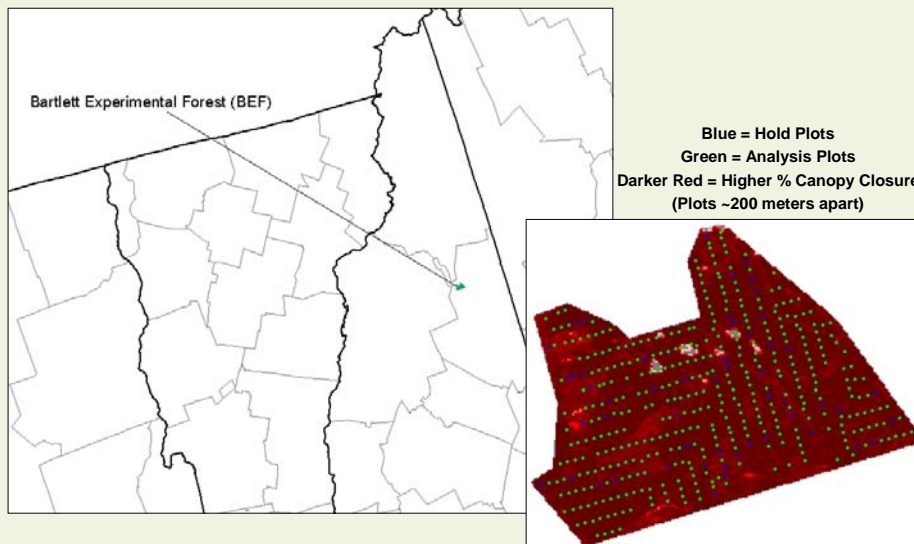 Bartlett Experimental Forest (BEF)
Blue = Hold Plots
Green = Analysis Plots
Darker Red = Higher % Canopy Closure
(Plots ~200 meters apart)